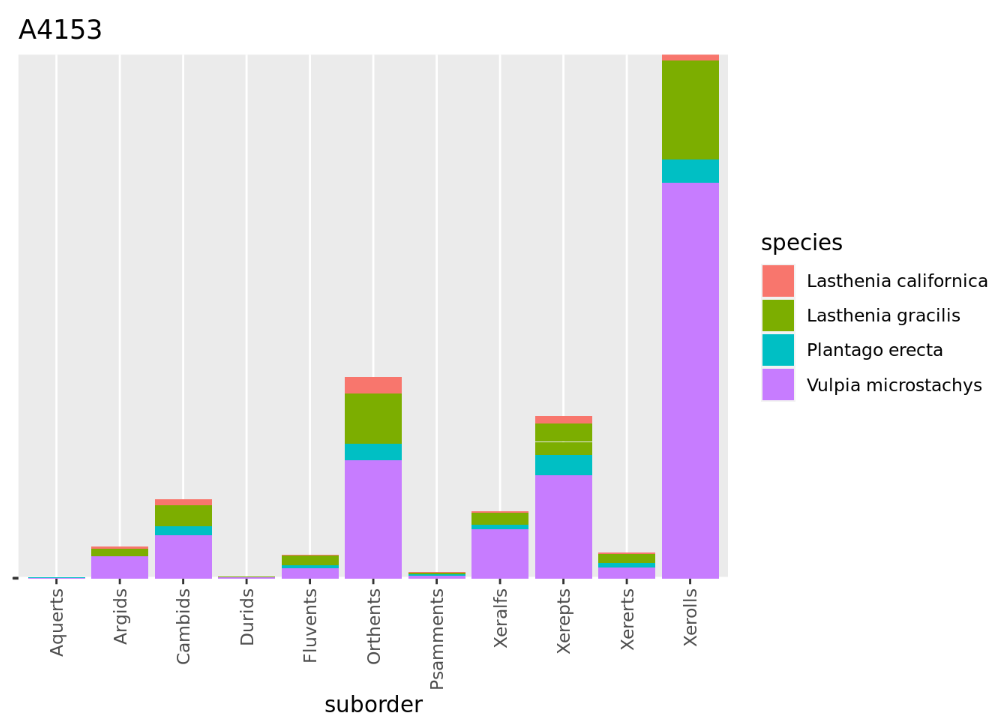 A4153
species
Lasthenia californica
Lasthenia gracilis
Plantago erecta
Vulpia microstachys
Aquerts
Argids
Cambids
Durids
Fluvents
Orthents
Psamments
Xeralfs
Xerepts
Xererts
Xerolls
suborder